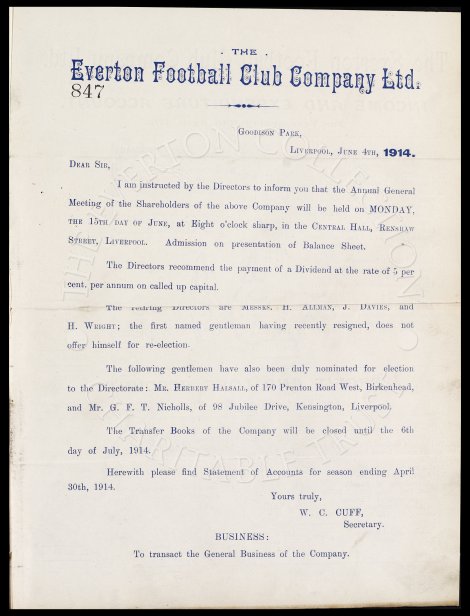 · THE ·
Everton Football Club Company Ltd.
847
GOODISON PARK,
LIVERPOOL, JUNE 4TH, 1914.
DEAR SIR,
I am instructed by the Directors to inform you that the Annual General
Meeting of the Shareholders of the above Company will be held on MONDAY,
THE 15TH DAY OF JUNE, at Eight o'clock sharp, in the CENTRAL HALL, RENSHAW
STREET, LIVERPOOL. Admission on presentation of Balance Sheet.
The Directors recommend the payment of a Dividend at the rate of 5 per
cent. per annum on called up capital.
The retiring Directors are MESSRS. H. ALLMAN, J. DAVIES, and
H. WRIGHT; the first named gentleman having recently resigned, does not
offer himself for re-election.
The following gentlemen have also been duly nominated for election
to the Directorate: MR. HERBERT HALSALL, of 170 Prenton Road West, Birkenhead,
and Mr. G. F. T. Nicholls, of 98 Jubilee Drive, Kensington, Liverpool.
The Transfer Books of the Company will be closed until the 6th
day of July, 1914.
Herewith please find Statement of Accounts for season ending April
30th, 1914.
Yours truly,
W. C. CUFF,
Secretary.
BUSINESS:
To transact the General Business of the Company.
THE EVERTON COLLECTION
CHARITABLE TRUST